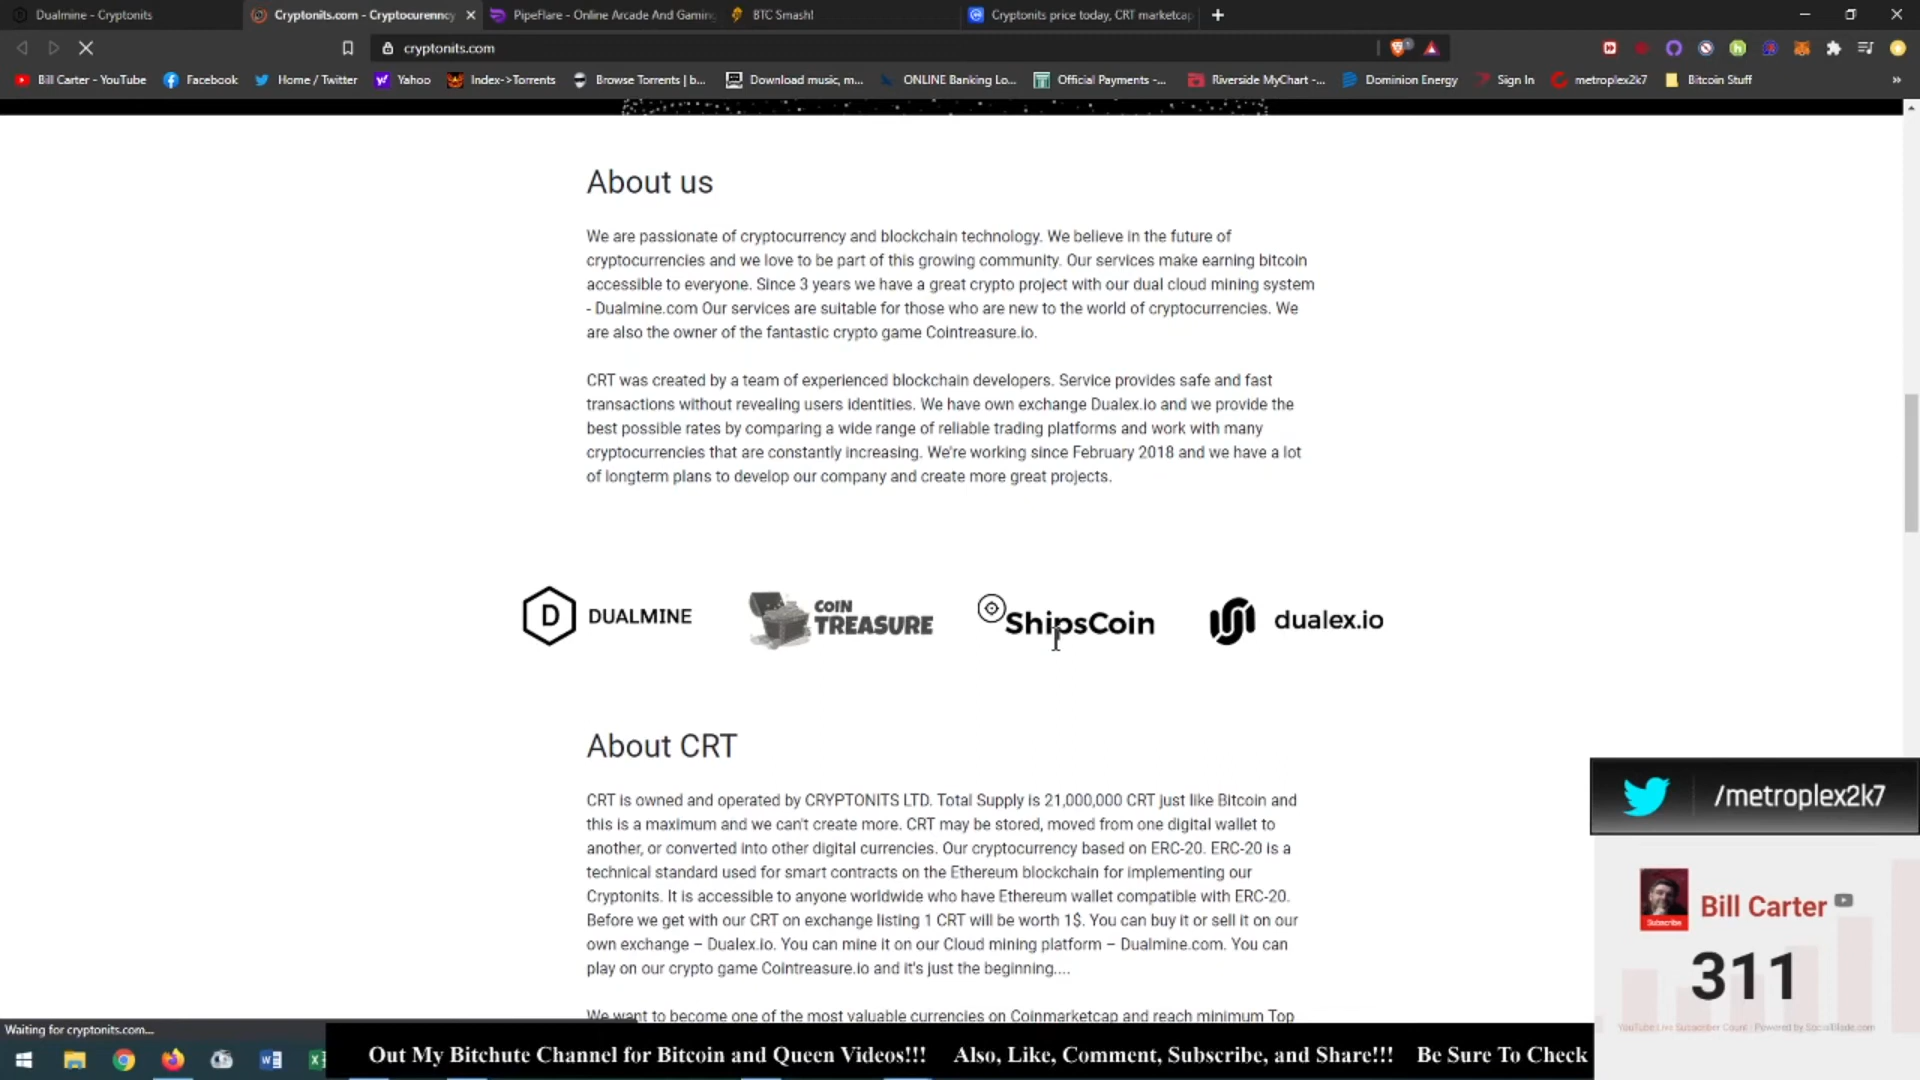 Dualmine - Cryptonits
Cryptonits.com - Cryptocurenncy
PipeFlare - Online Arcade And Gaming
BTC Smash!
Cryptonits price today, CRT marketcap
cryptonits.com
Bill Carter - YouTube
Facebook
Home / Twitter
Yahoo
Index->Torrents
Browse Torrents | b...
Download music, m...
ONLINE Banking Lo...
Official Payments -...
Riverside MyChart -...
Dominion Energy
Sign In
metroplex2k7
Bitcoin Stuff
About us
We are passionate of cryptocurrency and blockchain technology. We believe in the future of
cryptocurrencies and we love to be part of this growing community. Our services make earning bitcoin
accessible to everyone. Since 3 years we have a great crypto project with our dual cloud mining system
- Dualmine.com Our services are suitable for those who are new to the world of cryptocurrencies. We
are also the owner of the fantastic crypto game Cointreasure.io.
CRT was created by a team of experienced blockchain developers. Service provides safe and fast
transactions without revealing users identities. We have own exchange Dualex.io and we provide the
best possible rates by comparing a wide range of reliable trading platforms and work with many
cryptocurrencies that are constantly increasing. We're working since February 2018 and we have a lot
of longterm plans to develop our company and create more great projects.
D DUALMINE
COIN
TREASURE
ShipsCoin
dualex.io
About CRT
CRT is owned and operated by CRYPTONITS LTD. Total Supply is 21,000,000 CRT just like Bitcoin and
this is a maximum and we can't create more. CRT may be stored, moved from one digital wallet to
another, or converted into other digital currencies. Our cryptocurrency based on ERC-20. ERC-20 is a
technical standard used for smart contracts on the Ethereum blockchain for implementing our
Cryptonits. It is accessible to anyone worldwide who have Ethereum wallet compatible with ERC-20.
Before we get with our CRT on exchange listing 1 CRT will be worth 1$. You can buy it or sell it on our
own exchange – Dualex.io. You can mine it on our Cloud mining platform – Dualmine.com. You can
play on our crypto game Cointreasure.io and it's just the beginning....
We want to become one of the most valuable currencies on Coinmarketcap and reach minimum Top
/metroplex2k7
Bill Carter
Subscribe
311
YouTube Live Subscriber Count | Powered by SocialBlade.com
Waiting for cryptonits.com...
Out My Bitchute Channel for Bitcoin and Queen Videos!!! Also, Like, Comment, Subscribe, and Share!!! Be Sure To Check